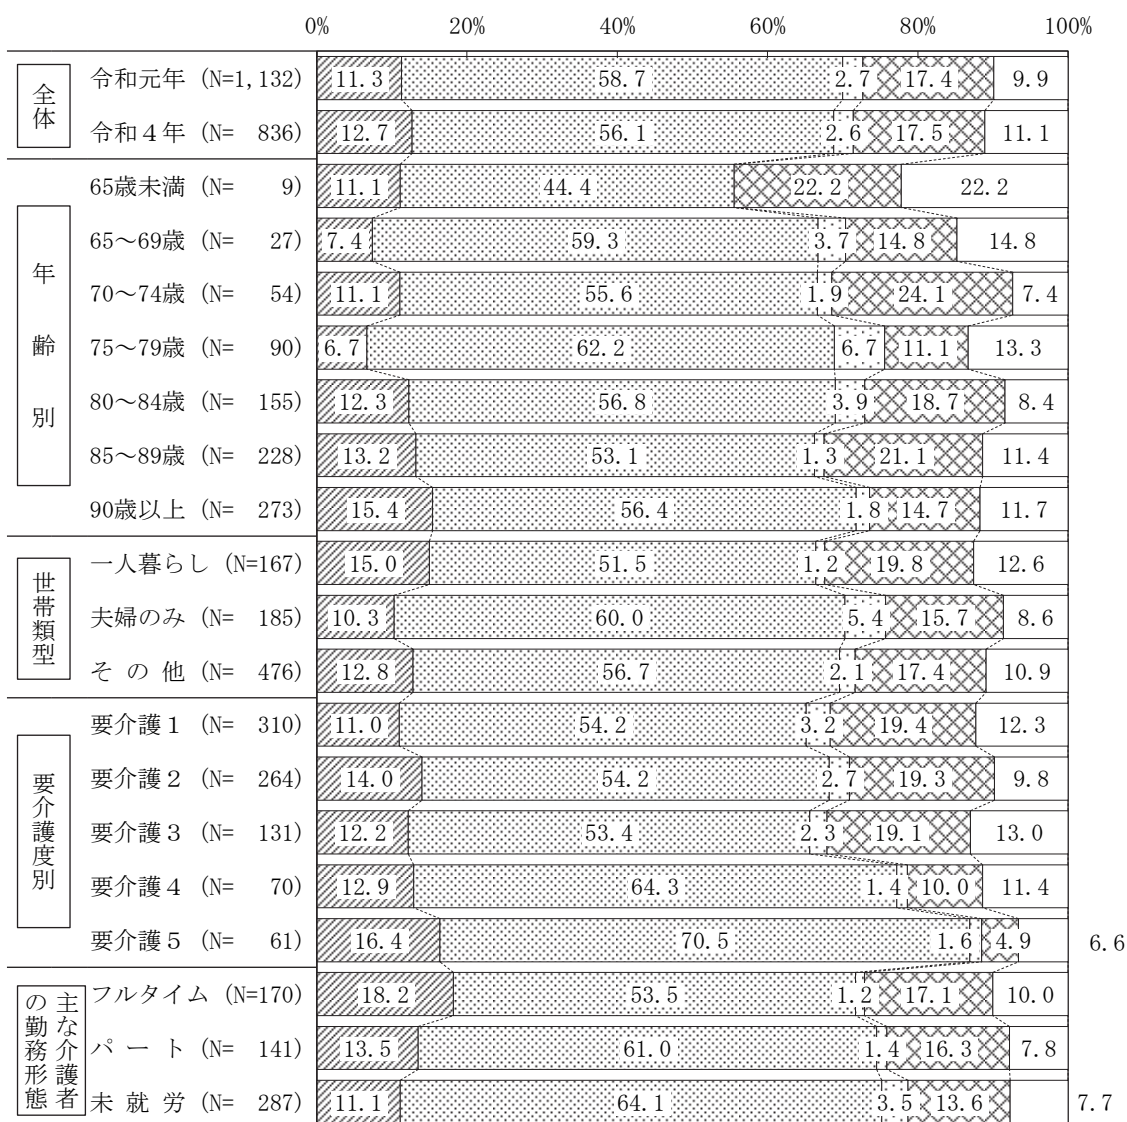 0% 20% 40% 60% 80% 100%
全体
令和元年 (N=1,132) 11.3 58.7 2.7 17.4 9.9
令和４年 (N= 836) 12.7 56.1 2.6 17.5 11.1
年齢別
65歳未満 (N= 9) 11.1 44.4 22.2 22.2
65～69歳 (N= 27) 7.4 59.3 3.7 14.8 14.8
70～74歳 (N= 54) 11.1 55.6 1.9 24.1 7.4
75～79歳 (N= 90) 6.7 62.2 6.7 11.1 13.3
80～84歳 (N= 155) 12.3 56.8 3.9 18.7 8.4
85～89歳 (N= 228) 13.2 53.1 1.3 21.1 11.4
90歳以上 (N= 273) 15.4 56.4 1.8 14.7 11.7
世帯類型
一人暮らし (N=167) 15.0 51.5 1.2 19.8 12.6
夫婦のみ (N= 185) 10.3 60.0 5.4 15.7 8.6
その他 (N= 476) 12.8 56.7 2.1 17.4 10.9
要介護度別
要介護１ (N= 310) 11.0 54.2 3.2 19.4 12.3
要介護２ (N= 264) 14.0 54.2 2.7 19.3 9.8
要介護３ (N= 131) 12.2 53.4 2.3 19.1 13.0
要介護４ (N= 70) 12.9 64.3 1.4 10.0 11.4
要介護５ (N= 61) 16.4 70.5 1.6 4.9 6.6
主な介護者の勤務形態
フルタイム (N=170) 18.2 53.5 1.2 17.1 10.0
パート (N= 141) 13.5 61.0 1.4 16.3 7.8
未就労 (N= 287) 11.1 64.1 3.5 13.6 7.7